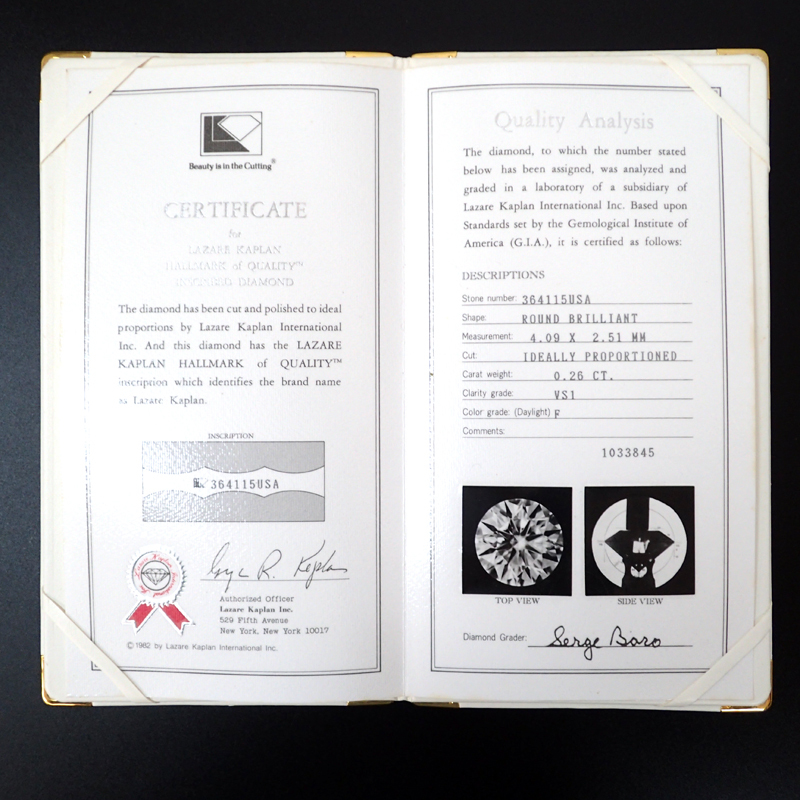 Beauty is in the Cutting®
CERTIFICATE
for
LAZARE KAPLAN
HALLMARK of QUALITY™
INSCRIBED DIAMOND
The diamond has been cut and polished to ideal
proportions by Lazare Kaplan International
Inc. And this diamond has the LAZARE
KAPLAN HALLMARK of QUALITY™
inscription which identifies the brand name
as Lazare Kaplan.
INSCRIPTION
364115USA
George R. Kaplan
Authorized Officer
Lazare Kaplan Inc.
529 Fifth Avenue
New York, New York 10017
© 1982 by Lazare Kaplan International Inc.
Quality Analysis
The diamond, to which the number stated
below has been assigned, was analyzed and
graded in a laboratory of a subsidiary of
Lazare Kaplan International Inc. Based upon
Standards set by the Gemological Institute of
America (G.I.A.), it is certified as follows:
DESCRIPTIONS
Stone number: 364115USA
Shape: ROUND BRILLIANT
Measurement: 4.09 X 2.51 MM
Cut: IDEALLY PROPORTIONED
Carat weight: 0.26 CT.
Clarity grade: VS1
Color grade: (Daylight) F
Comments:
1033845
TOP VIEW
SIDE VIEW
Diamond Grader: Serge Boro